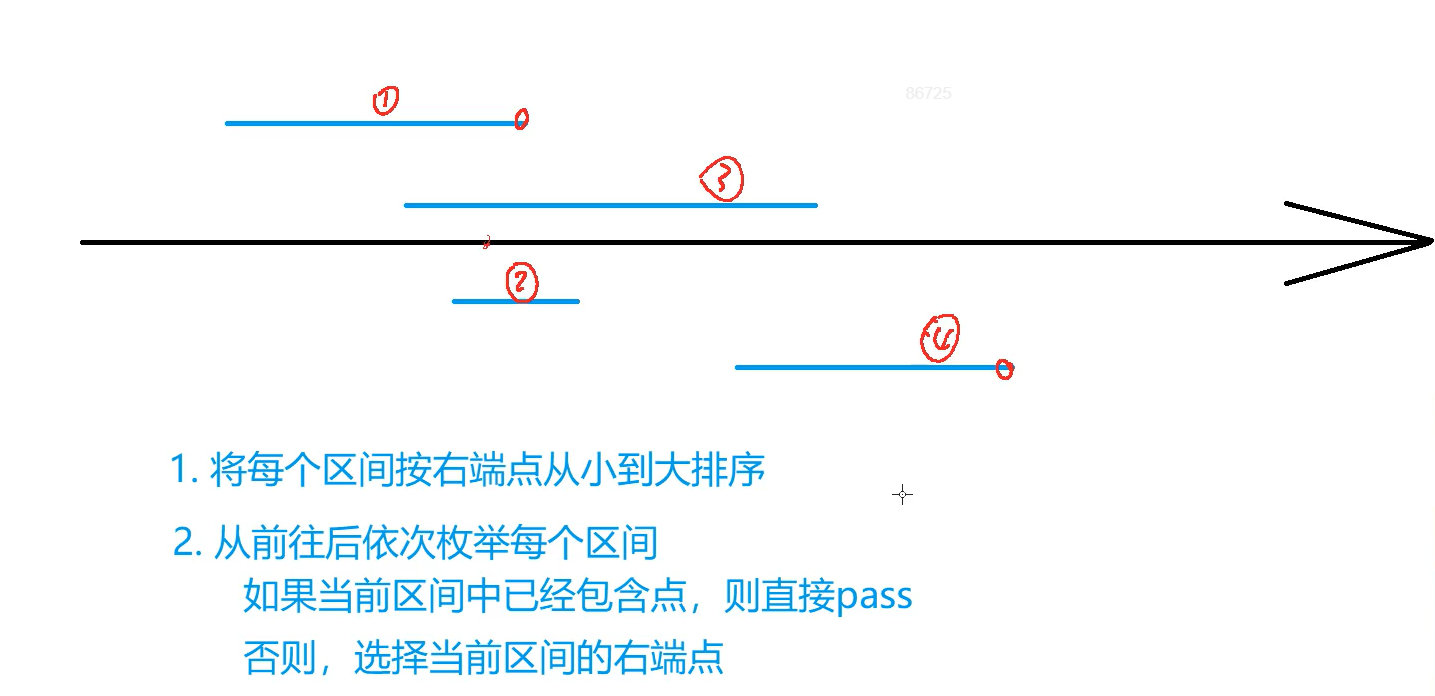 86725
①
③
②
④
1. 将每个区间按右端点从小到大排序
2. 从前往后依次枚举每个区间
如果当前区间中已经包含点，则直接pass
否则，选择当前区间的右端点